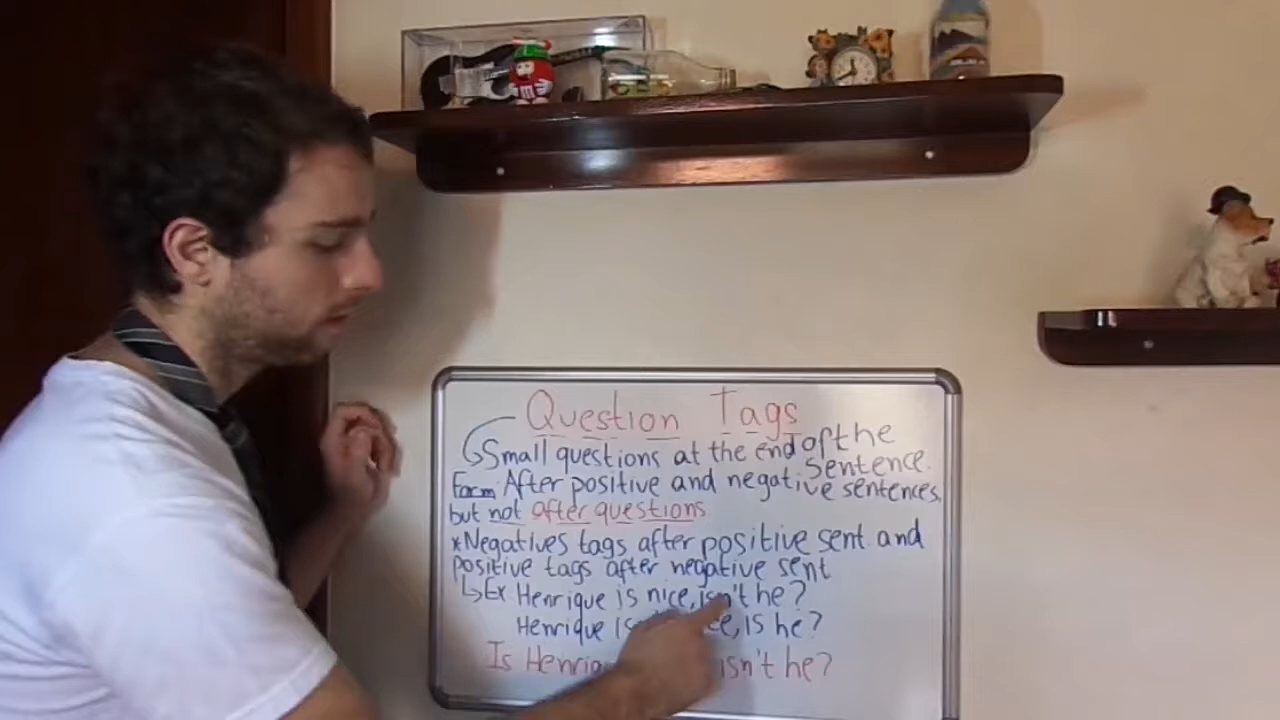 Question Tags
Small questions at the end of the
sentence.
Form: After positive and negative sentences,
but not after questions
*Negatives tags after positive sent. and
positive tags after negative sent
↳Ex Henrique is nice, isn't he?
Henrique is he?
Is isn't he?